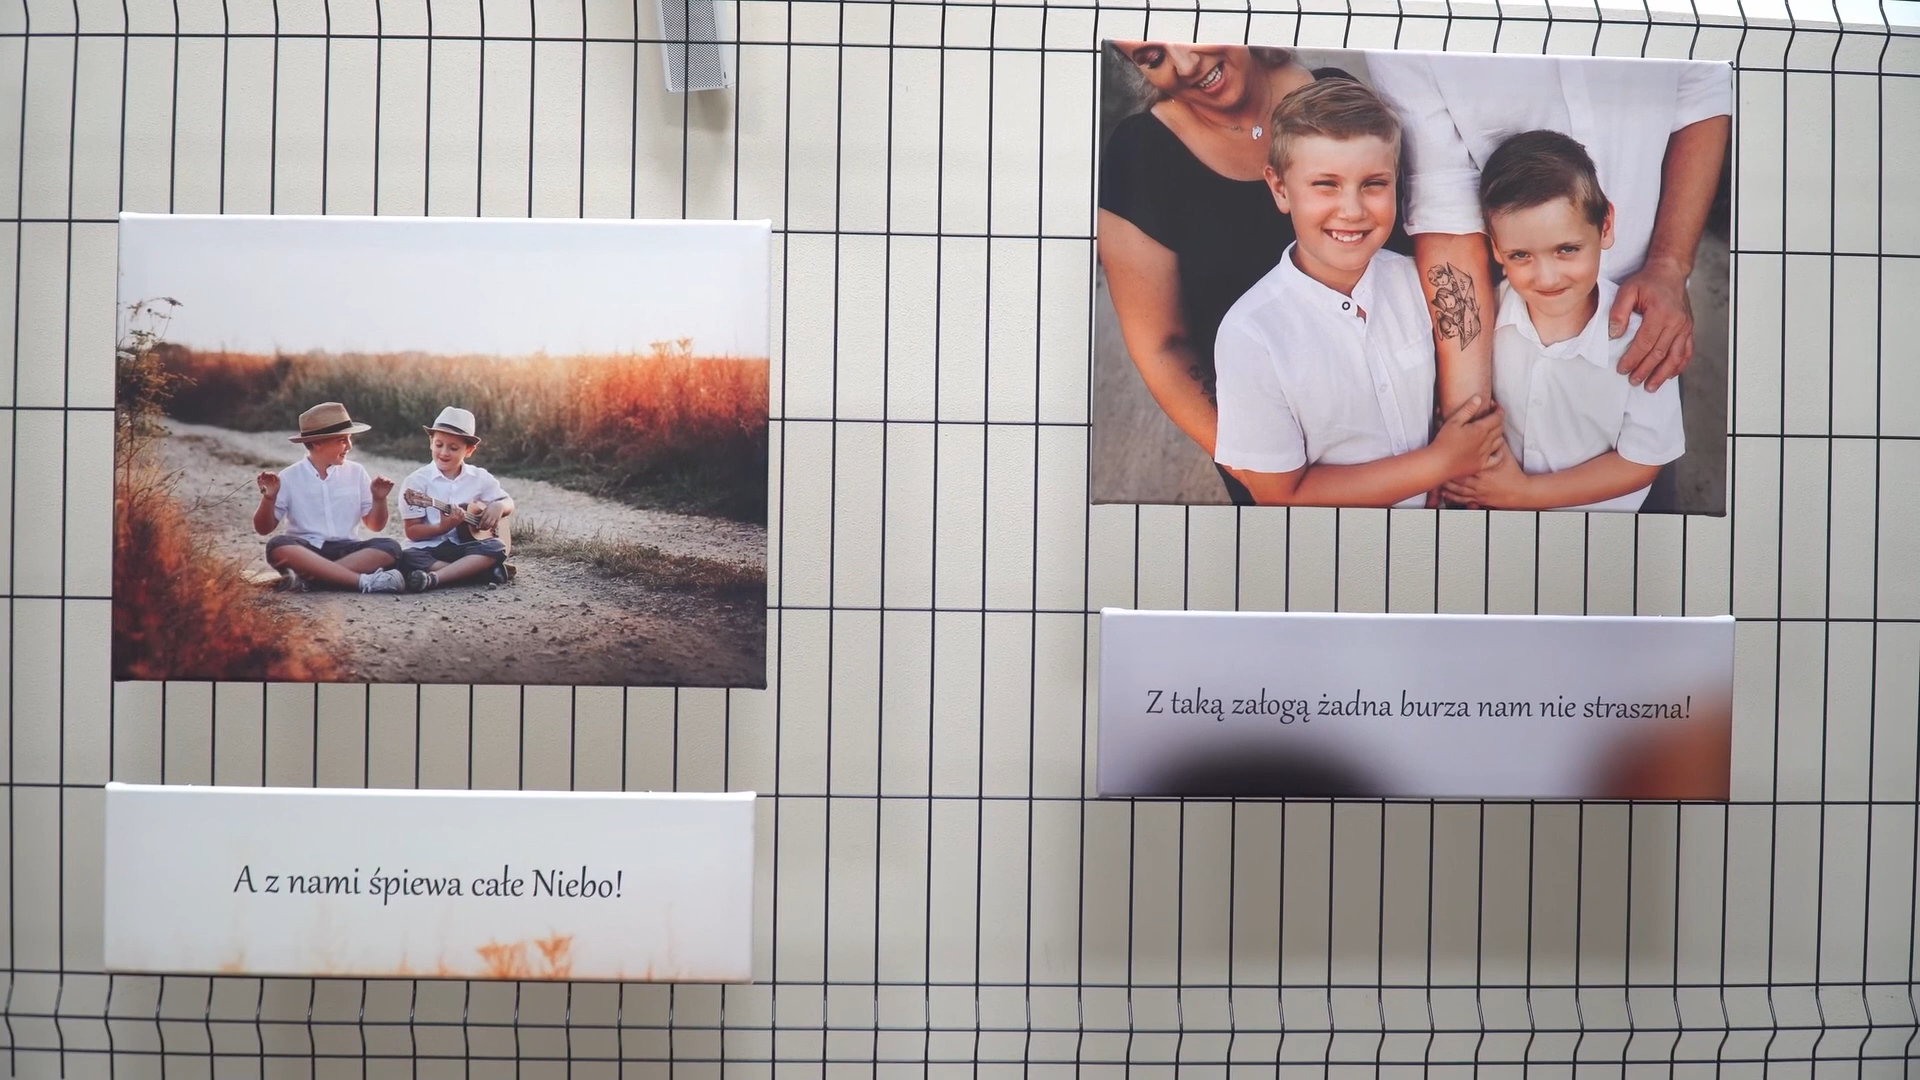 A z nami śpiewa całe Niebo!
Z taką załogą żadna burza nam nie straszna!